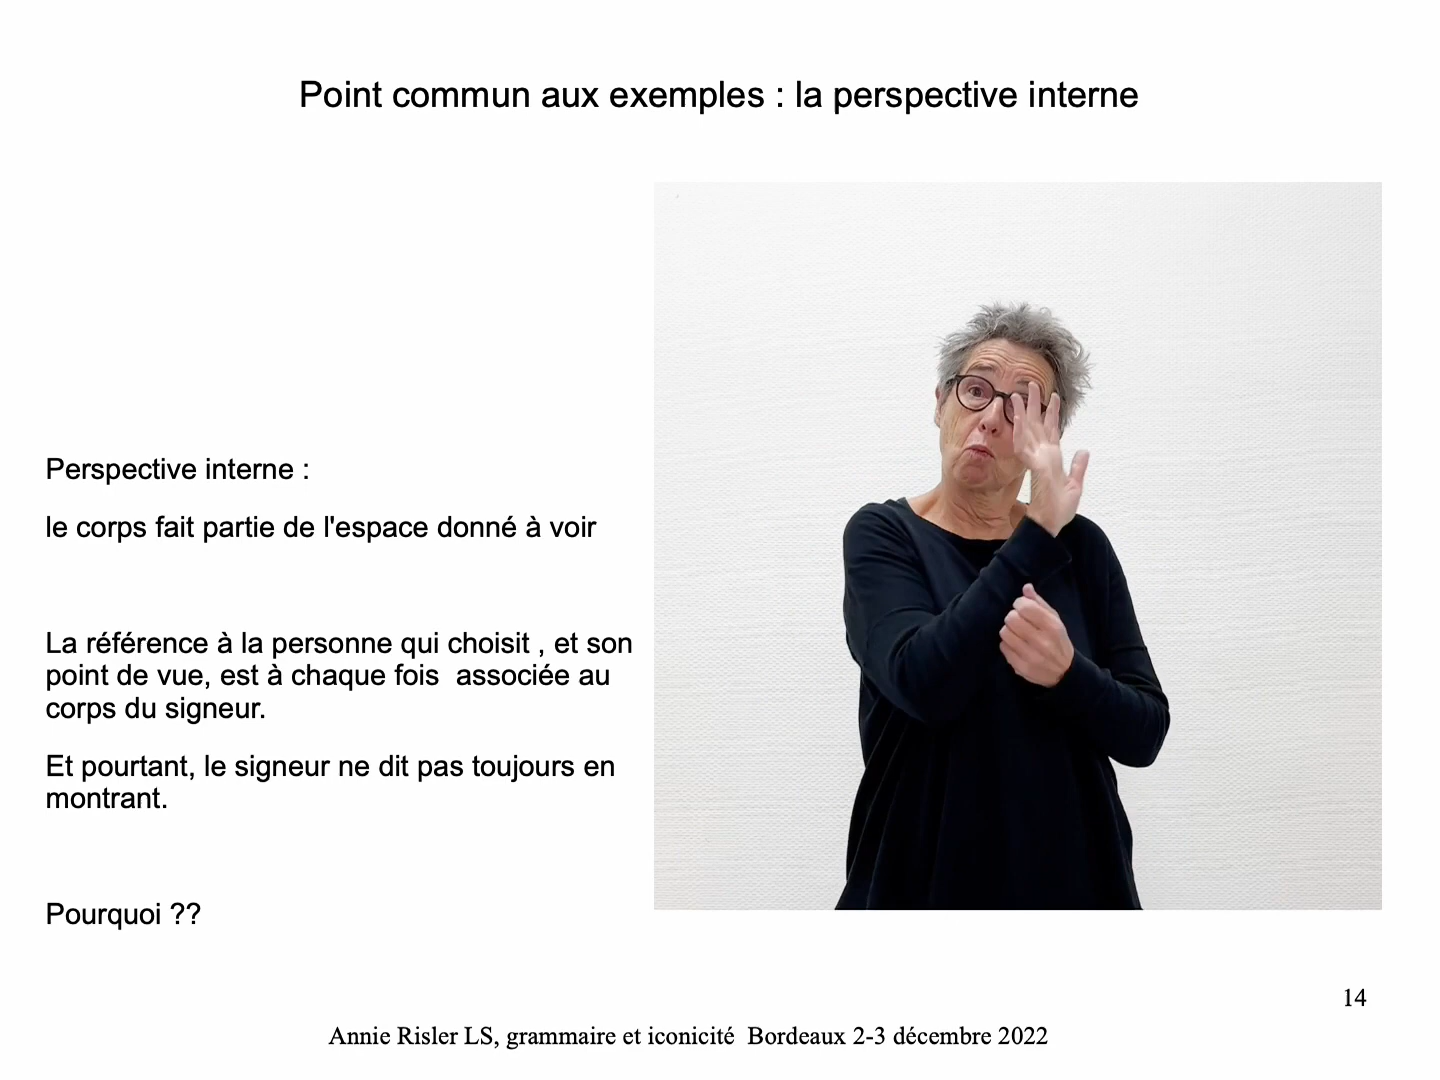 Point commun aux exemples : la perspective interne
Perspective interne :
le corps fait partie de l'espace donné à voir
La référence à la personne qui choisit , et son
point de vue, est à chaque fois  associée au
corps du signeur.
Et pourtant, le signeur ne dit pas toujours en
montrant.
Pourquoi ??
14
Annie Risler LS, grammaire et iconicité  Bordeaux 2-3 décembre 2022